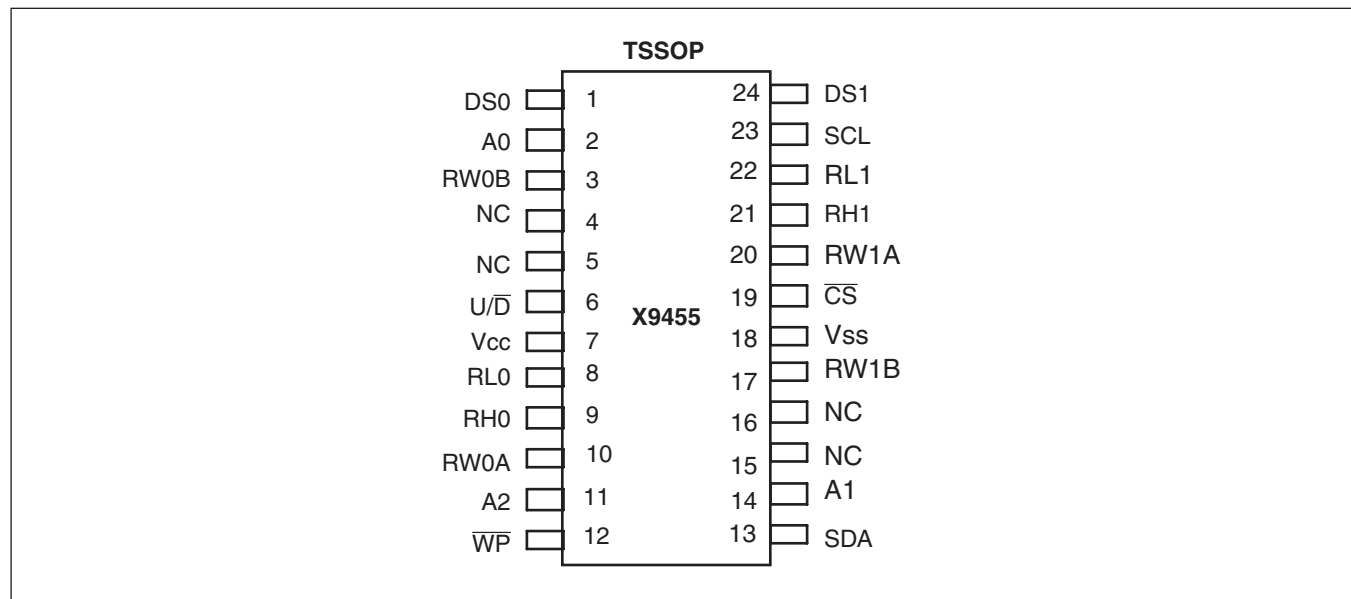 TSSOP
DS0 1 24 DS1
A0 2 23 SCL
RW0B 3 22 RL1
NC 4 21 RH1
NC 5 20 RW1A
U/D̅ 6 19 C̅S̅
X9455
Vcc 7 18 Vss
RL0 8 17 RW1B
RH0 9 16 NC
RW0A 10 15 NC
A2 11 14 A1
W̅P̅ 12 13 SDA